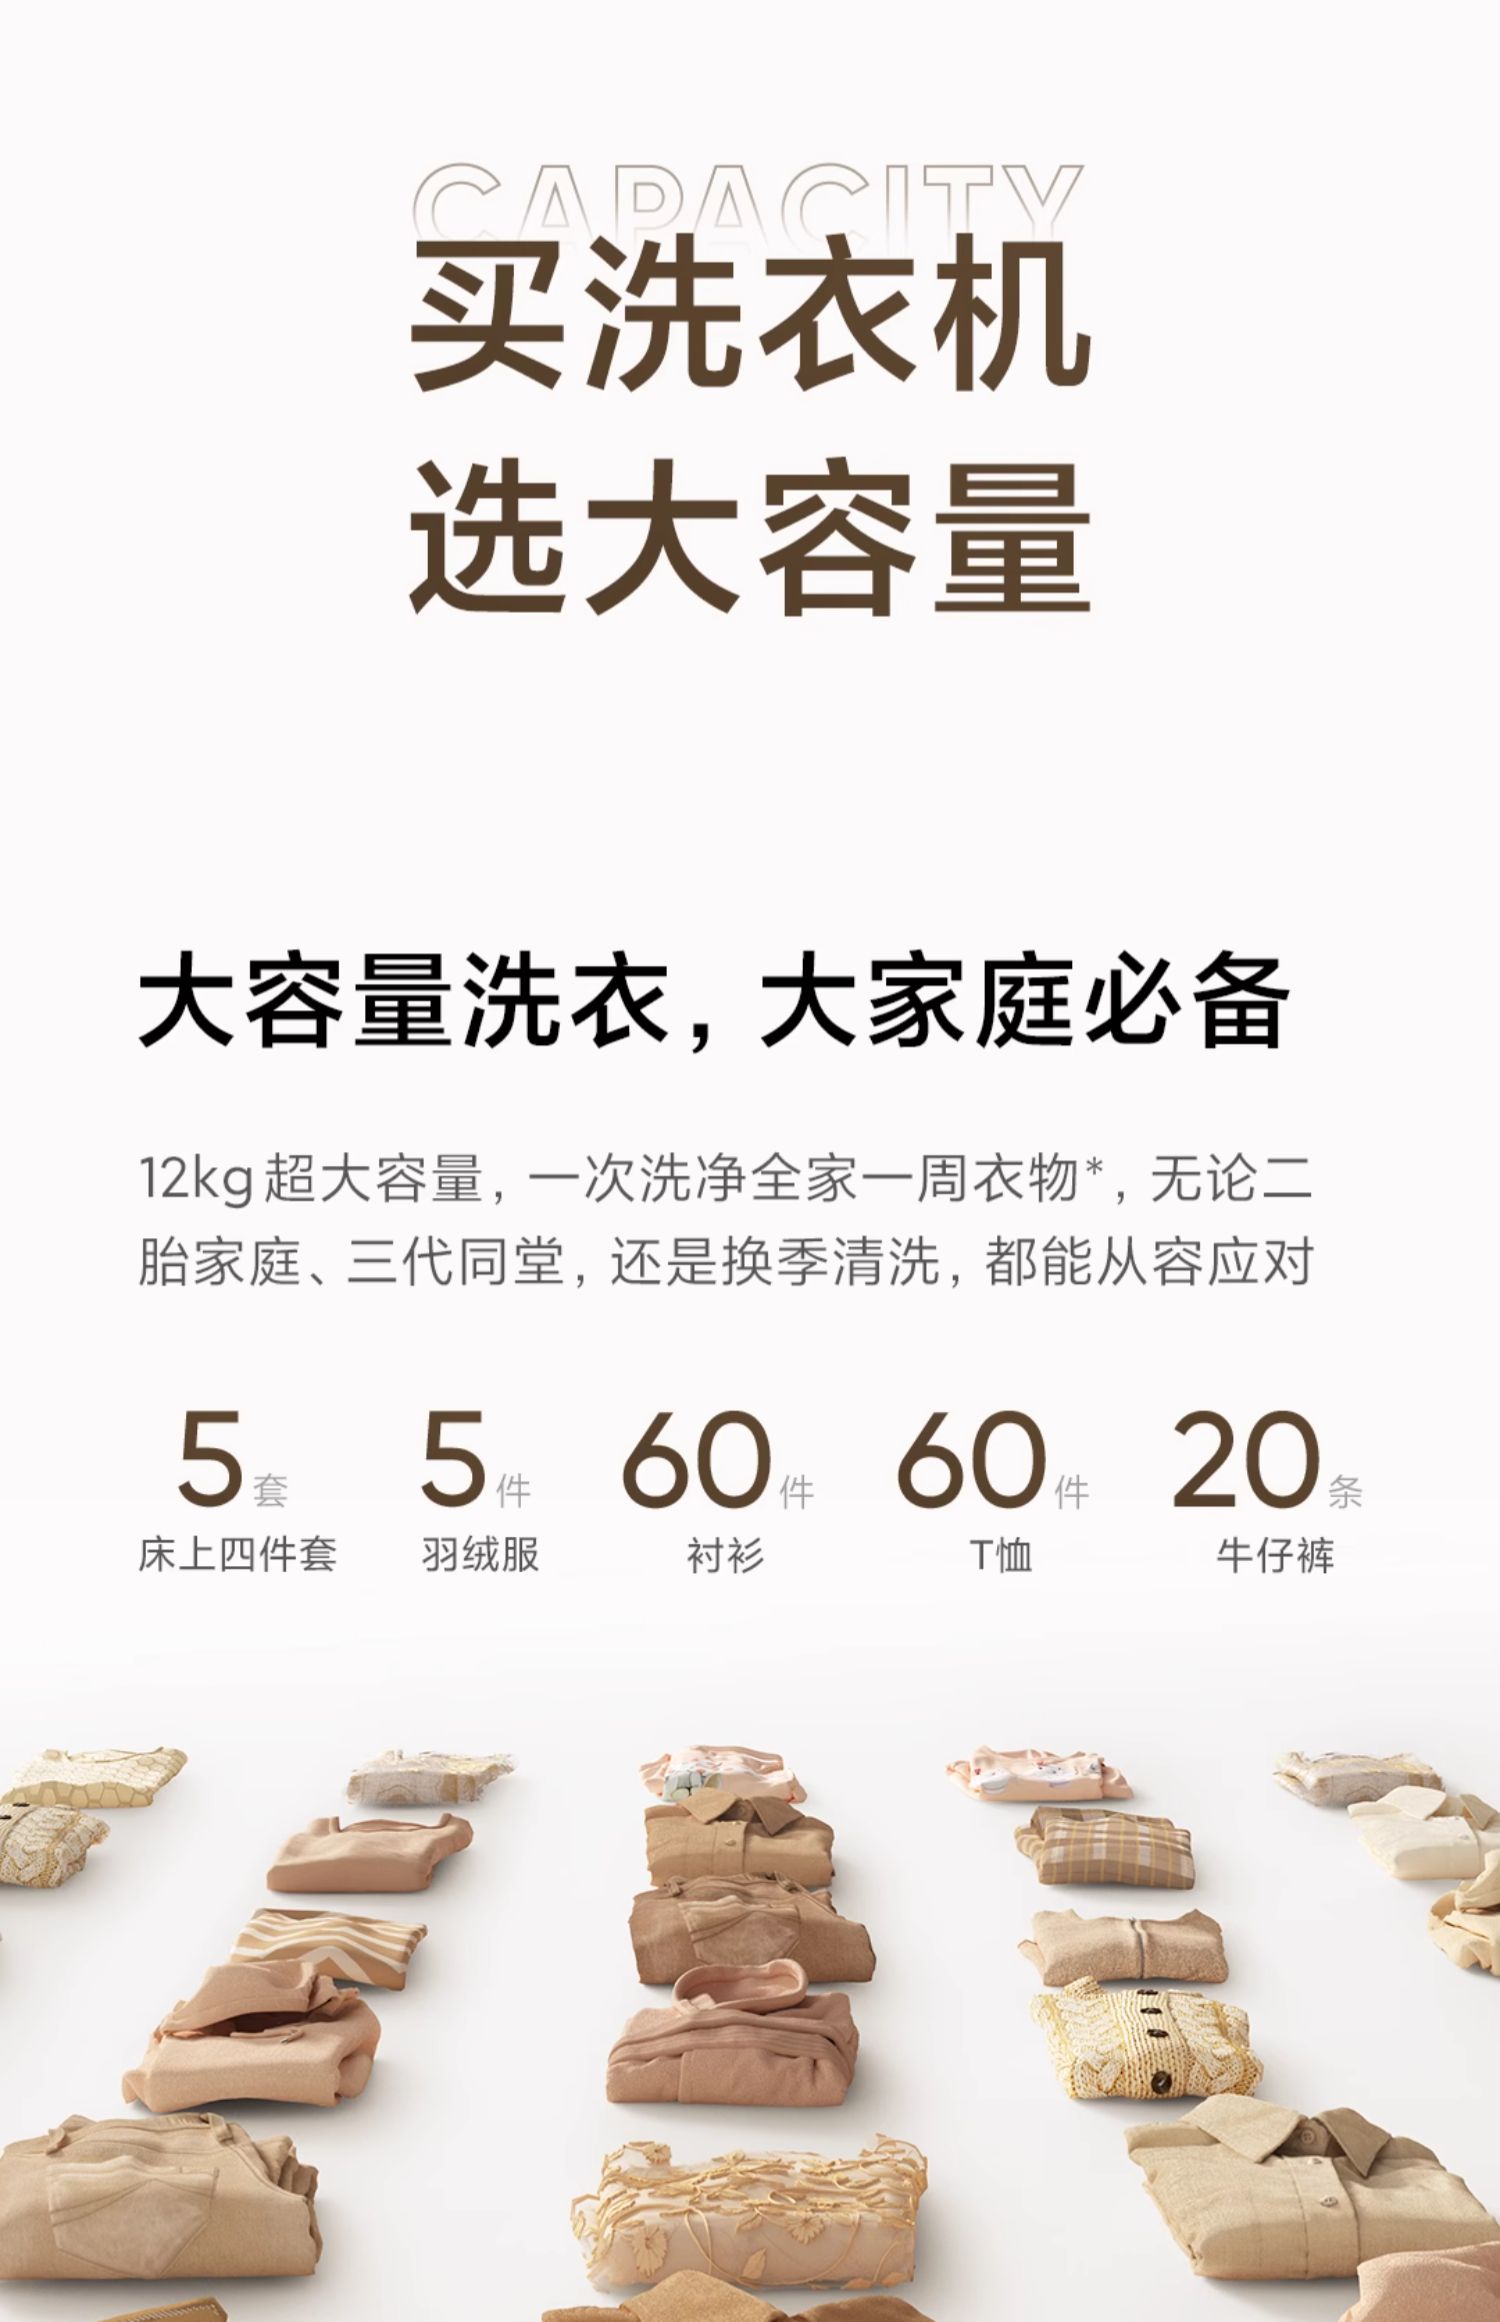 CAPACITY
买洗衣机
选大容量
大容量洗衣，大家庭必备
12kg超大容量，一次洗净全家一周衣物*，无论二
胎家庭、三代同堂，还是换季清洗，都能从容应对
5套 5件 60件 60件 20条
床上四件套 羽绒服 衬衫 T恤 牛仔裤